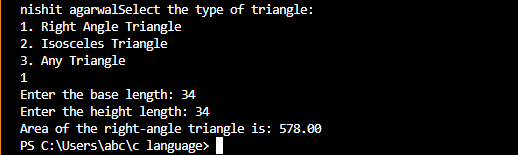 nishit agarwalSelect the type of triangle:
1. Right Angle Triangle
2. Isosceles Triangle
3. Any Triangle
1
Enter the base length: 34
Enter the height length: 34
Area of the right-angle triangle is: 578.00
PS C:\Users\abc\c language>